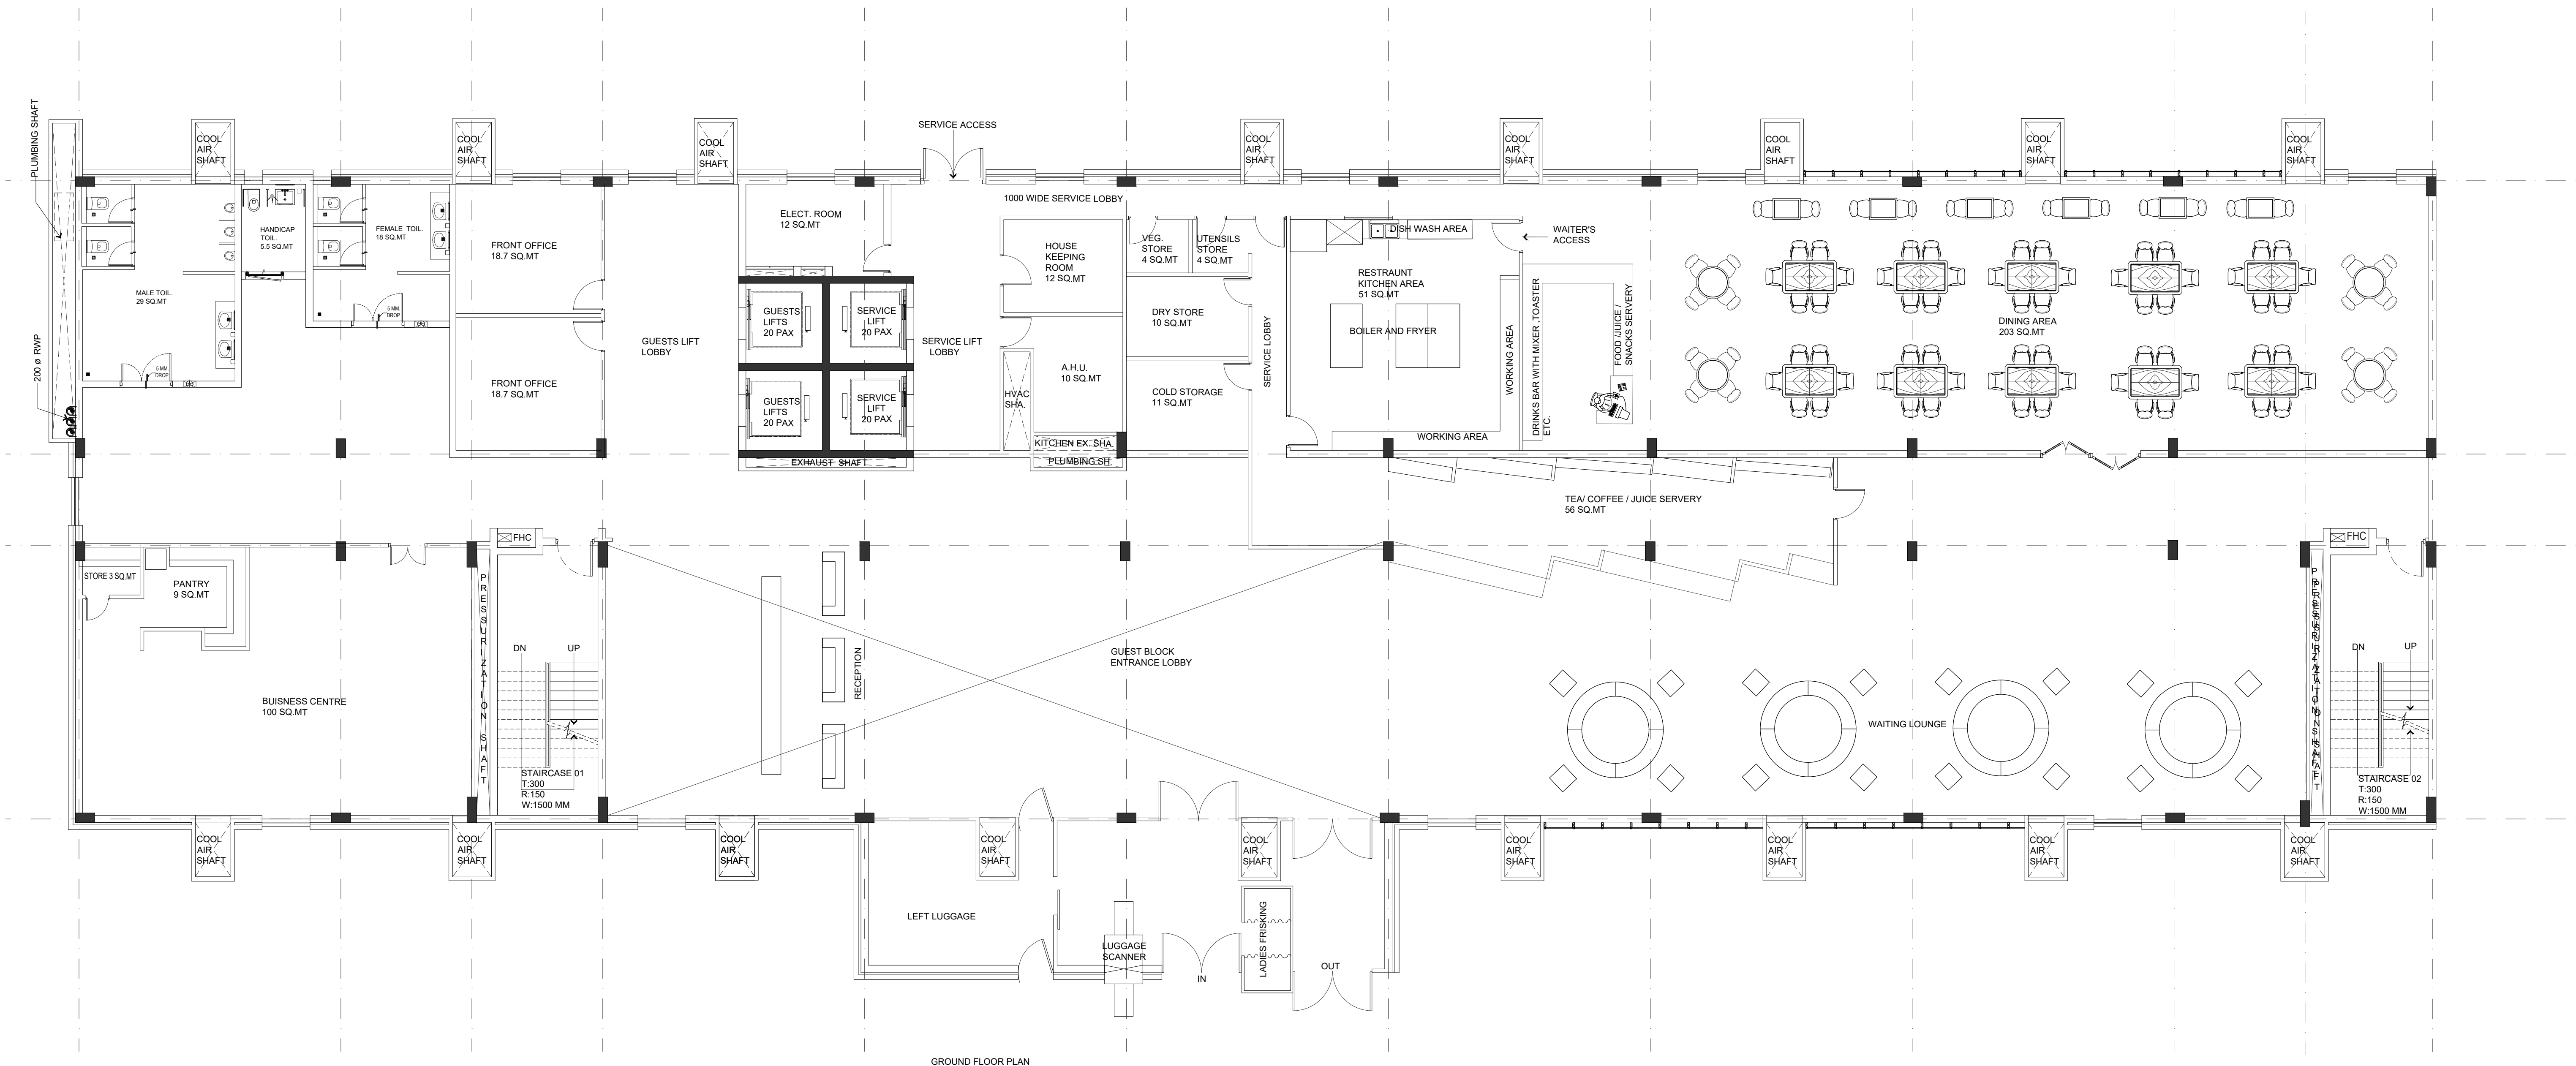 PLUMBING SHAFT
COOL
AIR
SHAFT
COOL
AIR
SHAFT
COOL
AIR
SHAFT
SERVICE ACCESS
COOL
AIR
SHAFT
COOL
AIR
SHAFT
COOL
AIR
SHAFT
COOL
AIR
SHAFT
COOL
AIR
SHAFT
1000 WIDE SERVICE LOBBY
HANDICAP
TOIL.
5.5 SQ.MT
FEMALE TOIL.
18 SQ.MT
FRONT OFFICE
18.7 SQ.MT
ELECT. ROOM
12 SQ.MT
HOUSE
KEEPING
ROOM
12 SQ.MT
VEG.
STORE
4 SQ.MT
UTENSILS
STORE
4 SQ.MT
DISH WASH AREA
WAITER'S
ACCESS
RESTRAUNT
KITCHEN AREA
51 SQ.MT
MALE TOIL.
29 SQ.MT
5 MM.
DROP
5 MM.
DROP
200 ø RWP
GUESTS LIFT
LOBBY
GUESTS
LIFTS
20 PAX
SERVICE
LIFT
20 PAX
SERVICE LIFT
LOBBY
DRY STORE
10 SQ.MT
SERVICE LOBBY
BOILER AND FRYER
WORKING AREA
DRINKS BAR WITH MIXER ,TOASTER
ETC.
FOOD /JUICE /
SNACKS SERVERY
DINING AREA
203 SQ.MT
FRONT OFFICE
18.7 SQ.MT
GUESTS
LIFTS
20 PAX
SERVICE
LIFT
20 PAX
HVAC
SHA.
A.H.U.
10 SQ.MT
COLD STORAGE
11 SQ.MT
WORKING AREA
KITCHEN EX. SHA.
PLUMBING SH.
EXHAUST SHAFT
TEA/ COFFEE / JUICE SERVERY
56 SQ.MT
FHC
FHC
STORE 3 SQ.MT
PANTRY
9 SQ.MT
PRESSURIZATION SHAFT
DN
UP
RECEPTION
GUEST BLOCK
ENTRANCE LOBBY
BUISNESS CENTRE
100 SQ.MT
WAITING LOUNGE
PRESSURIZATION SHAFT
PRESSURIZATION SHAFT
DN
UP
STAIRCASE 01
T:300
R:150
W:1500 MM
STAIRCASE 02
T:300
R:150
W:1500 MM
COOL
AIR
SHAFT
COOL
AIR
SHAFT
COOL
AIR
SHAFT
COOL
AIR
SHAFT
COOL
AIR
SHAFT
COOL
AIR
SHAFT
COOL
AIR
SHAFT
COOL
AIR
SHAFT
COOL
AIR
SHAFT
LEFT LUGGAGE
LUGGAGE
SCANNER
LADIES FRISKING
IN
OUT
GROUND FLOOR PLAN